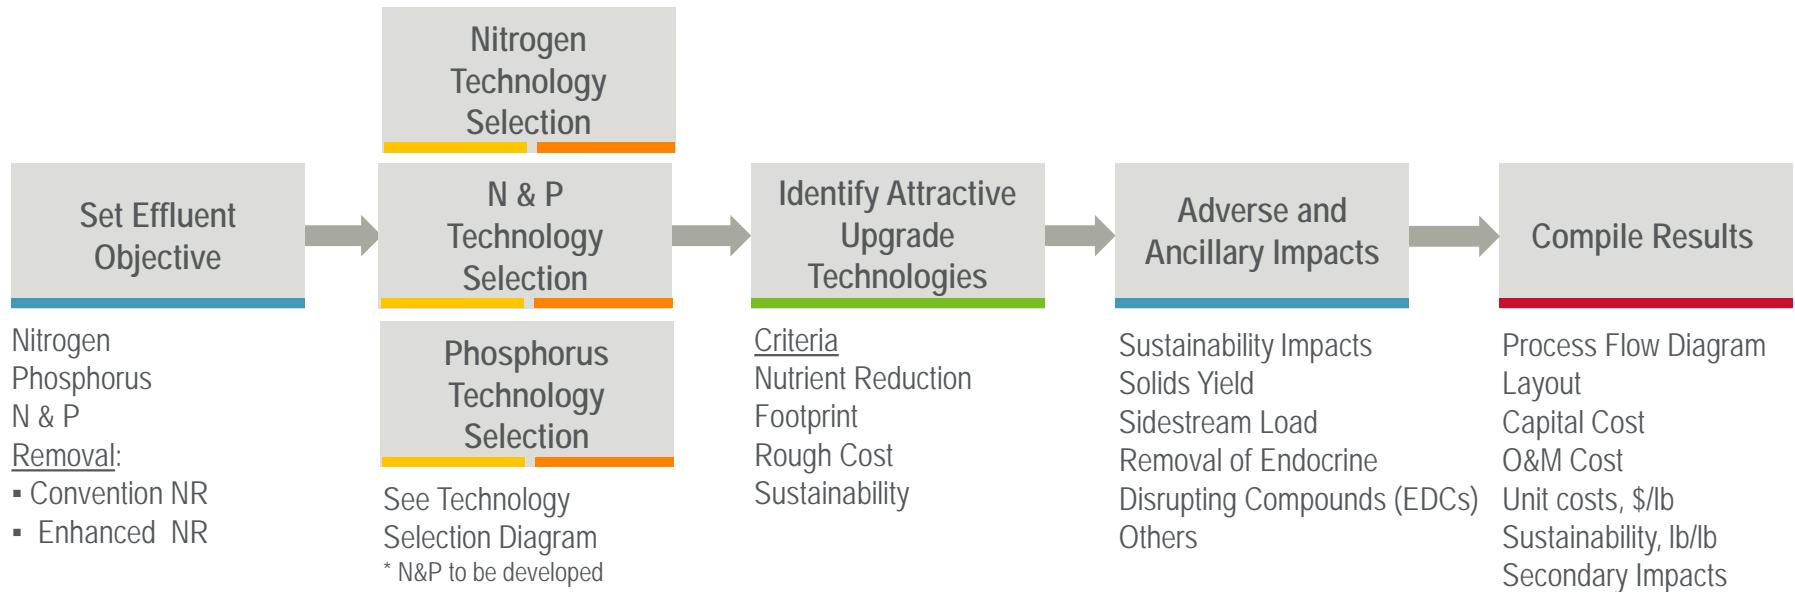 Set Effluent
Objective
Nitrogen
Phosphorus
N & P
Removal:
▪ Convention NR
▪ Enhanced NR
Nitrogen
Technology
Selection
N & P
Technology
Selection
Phosphorus
Technology
Selection
See Technology
Selection Diagram
* N&P to be developed
Identify Attractive
Upgrade
Technologies
Criteria
Nutrient Reduction
Footprint
Rough Cost
Sustainability
Adverse and
Ancillary Impacts
Sustainability Impacts
Solids Yield
Sidestream Load
Removal of Endocrine
Disrupting Compounds (EDCs)
Others
Compile Results
Process Flow Diagram
Layout
Capital Cost
O&M Cost
Unit costs, $/lb
Sustainability, lb/lb
Secondary Impacts